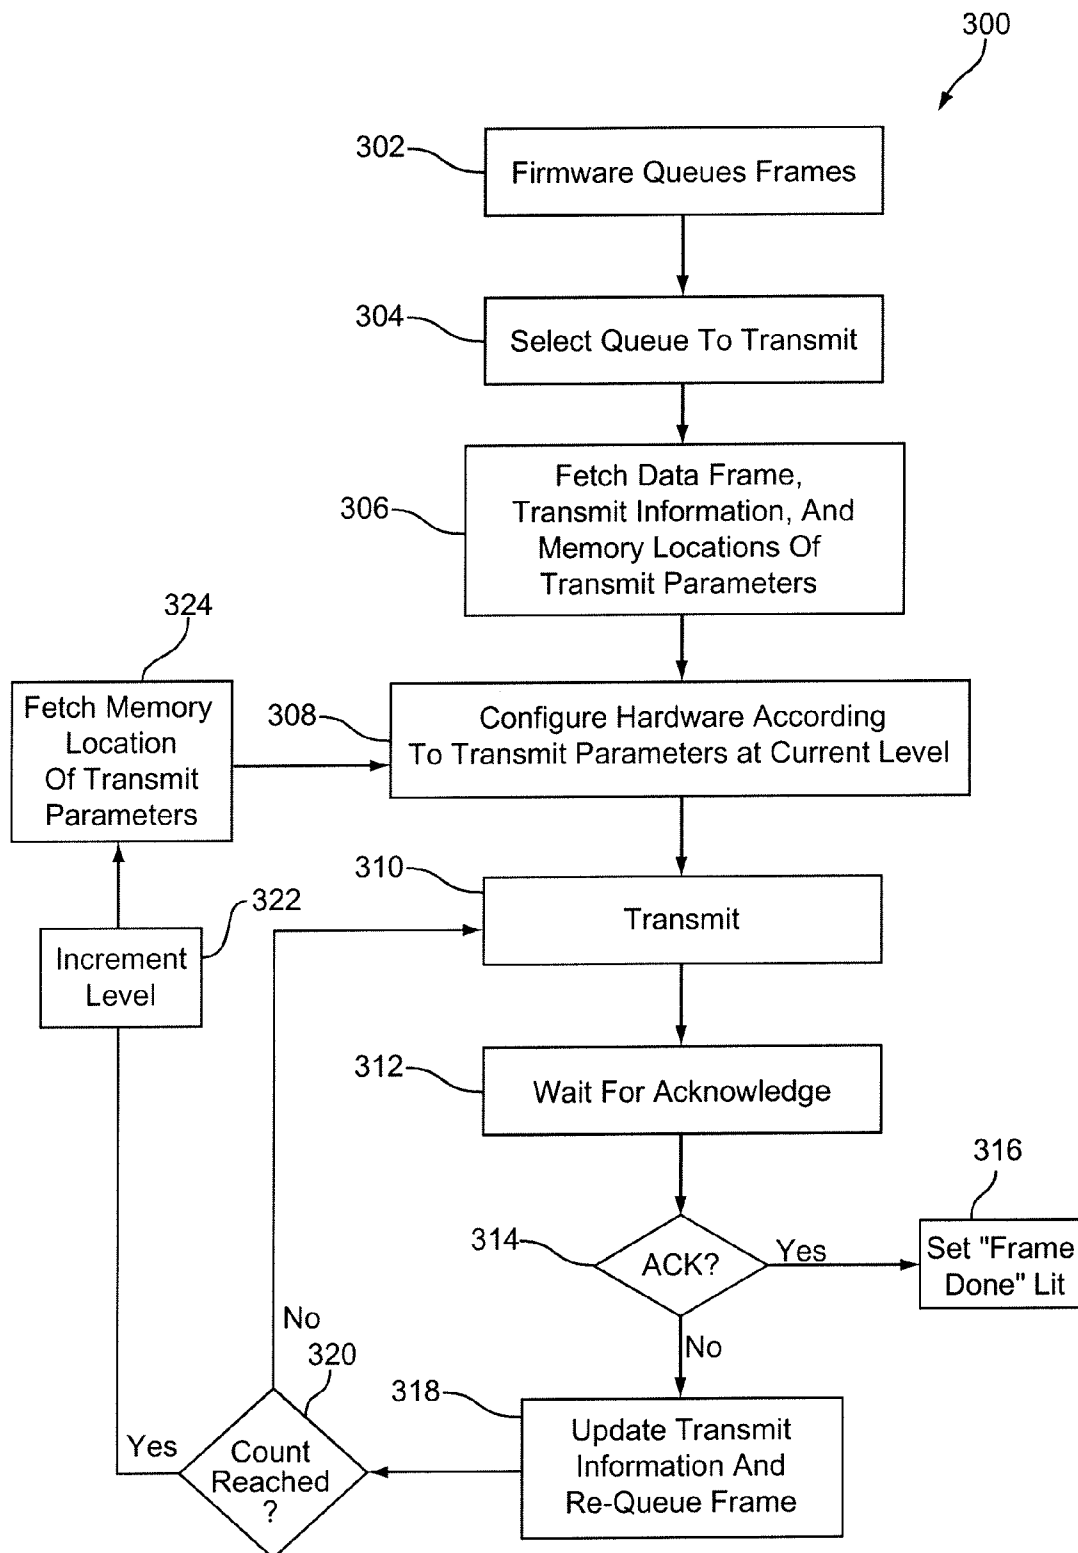 300
302
Firmware Queues Frames
304
Select Queue To Transmit
306
Fetch Data Frame,
Transmit Information, And
Memory Locations Of
Transmit Parameters
324
Fetch Memory
Location
Of Transmit
Parameters
308
Configure Hardware According
To Transmit Parameters at Current Level
310
Transmit
322
Increment
Level
312
Wait For Acknowledge
314
ACK?
Yes
316
Set "Frame
Done" Lit
No
No
320
318
Update Transmit
Information And
Re-Queue Frame
Yes
Count
Reached
?